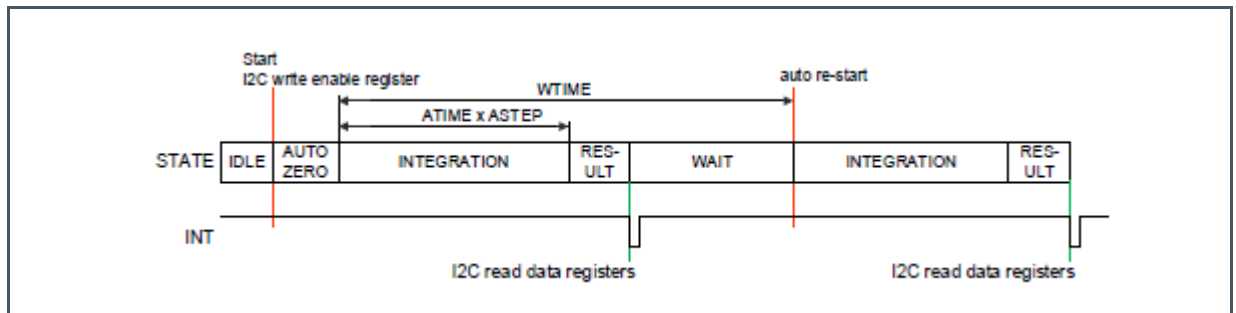 Start
I2C write enable register
auto re-start
WTIME
ATIME x ASTEP
STATE
IDLE
AUTO
ZERO
INTEGRATION
RES-
ULT
WAIT
INTEGRATION
RES-
ULT
INT
I2C read data registers
I2C read data registers